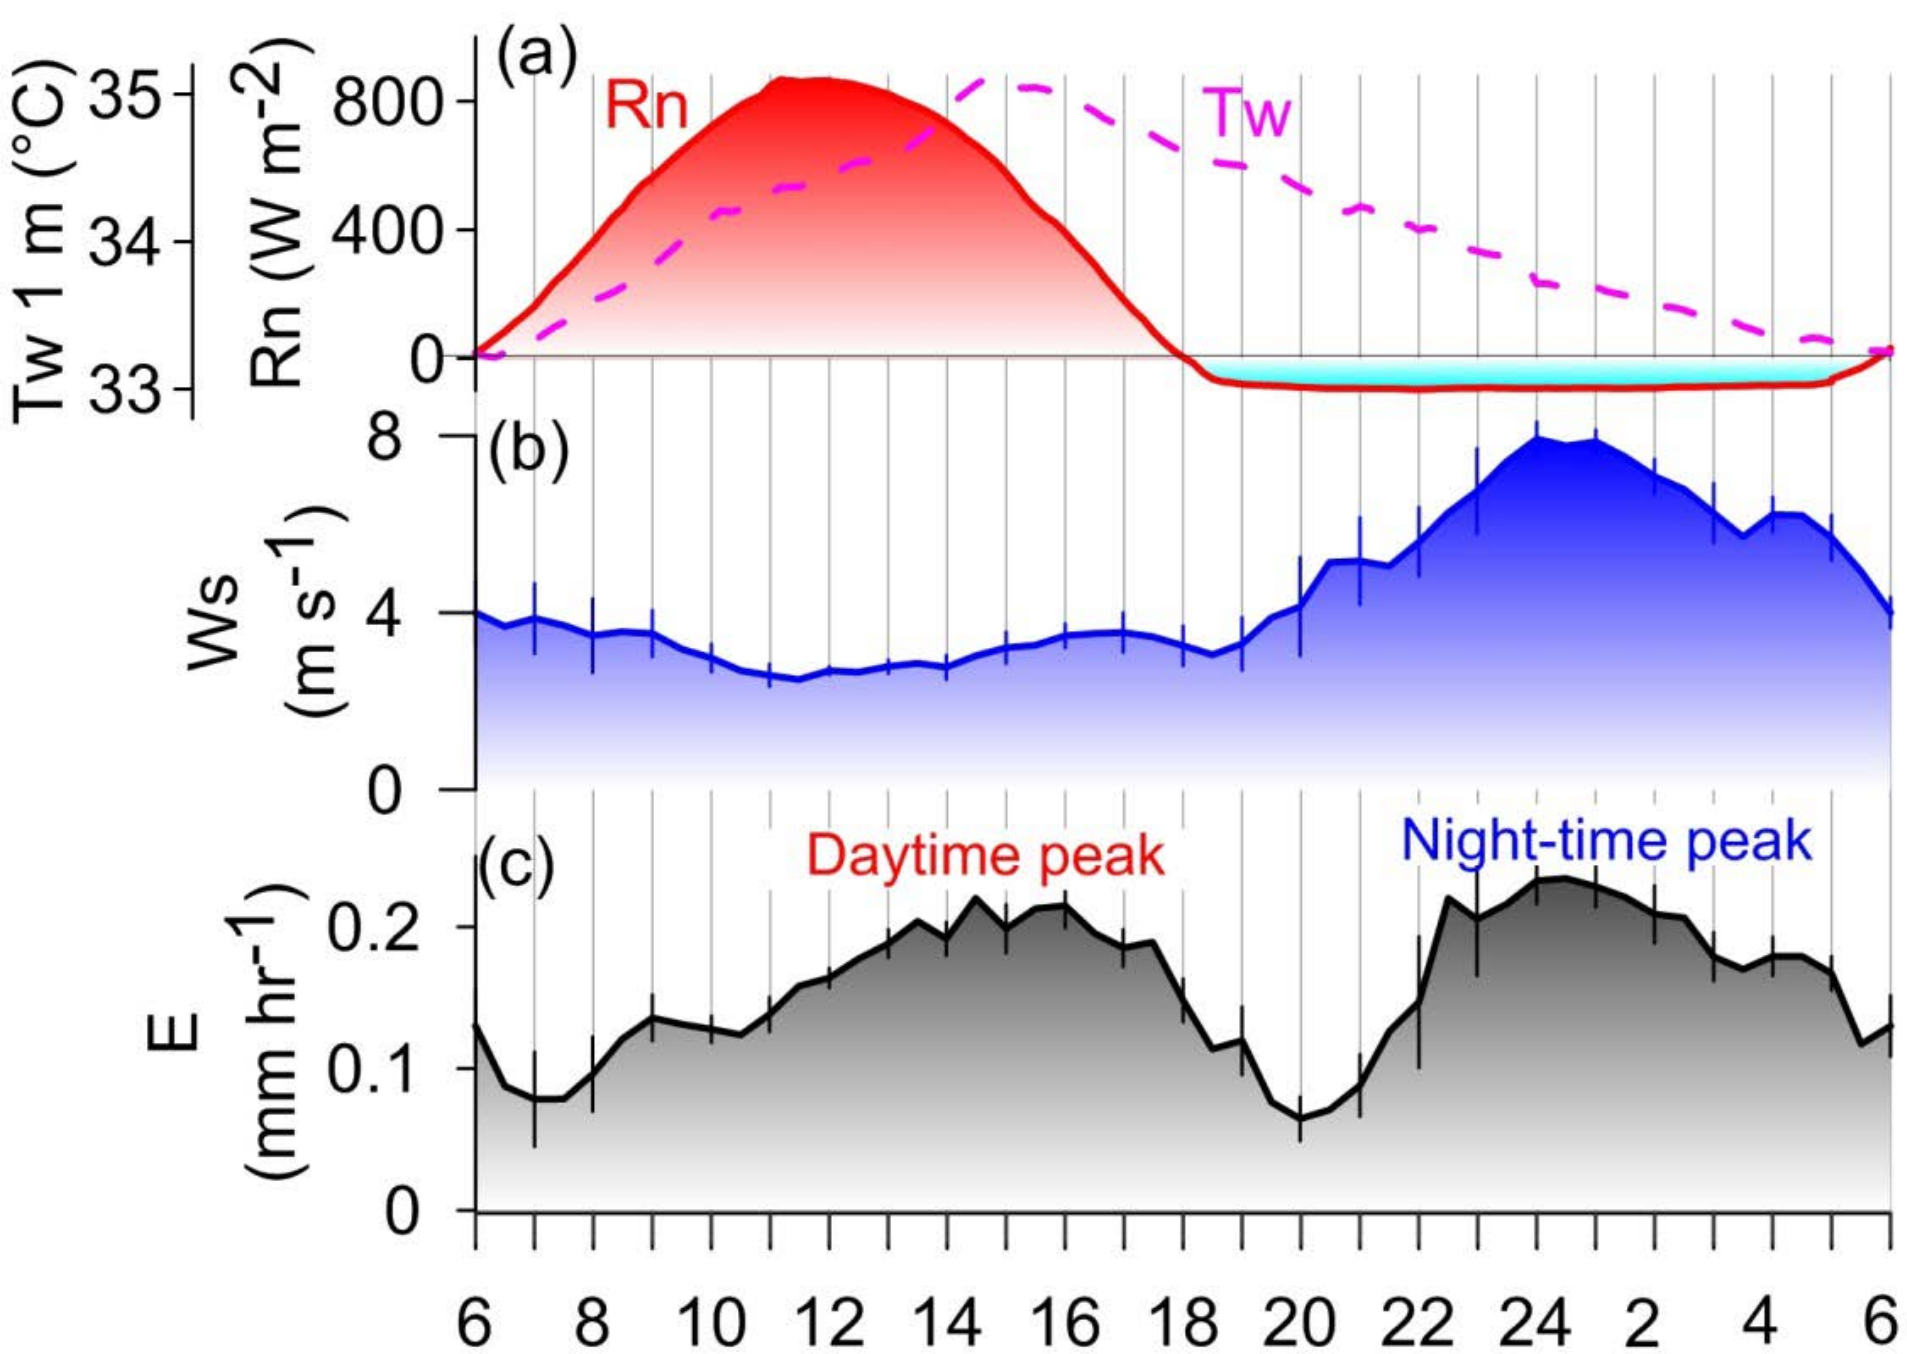 (a)
Tw 1 m (°C)
35
34
33
Rn (W m-2)
800
400
0
Rn
Tw
(b)
Ws
(m s-1)
8
4
0
(c)
Daytime peak
Night-time peak
E
(mm hr-1)
0.2
0.1
0
6 8 10 12 14 16 18 20 22 24 2 4 6